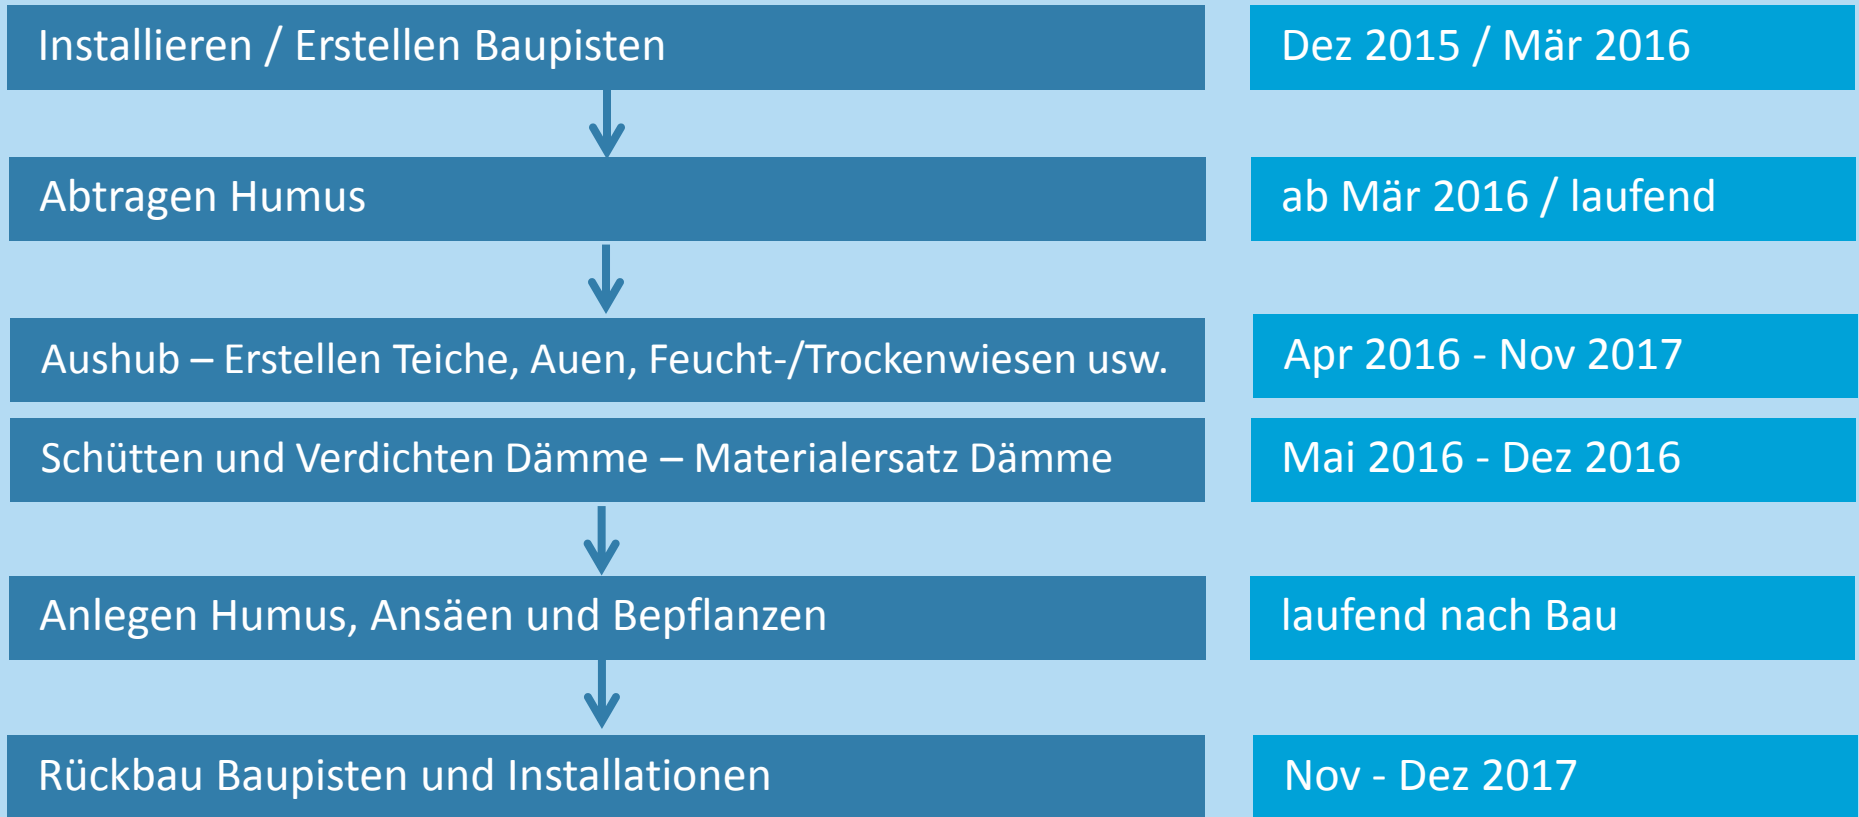 Installieren / Erstellen Baupisten
Dez 2015 / Mär 2016
Abtragen Humus
ab Mär 2016 / laufend
Aushub – Erstellen Teiche, Auen, Feucht-/Trockenwiesen usw.
Apr 2016 - Nov 2017
Schütten und Verdichten Dämme – Materialersatz Dämme
Mai 2016 - Dez 2016
Anlegen Humus, Ansäen und Bepflanzen
laufend nach Bau
Rückbau Baupisten und Installationen
Nov - Dez 2017